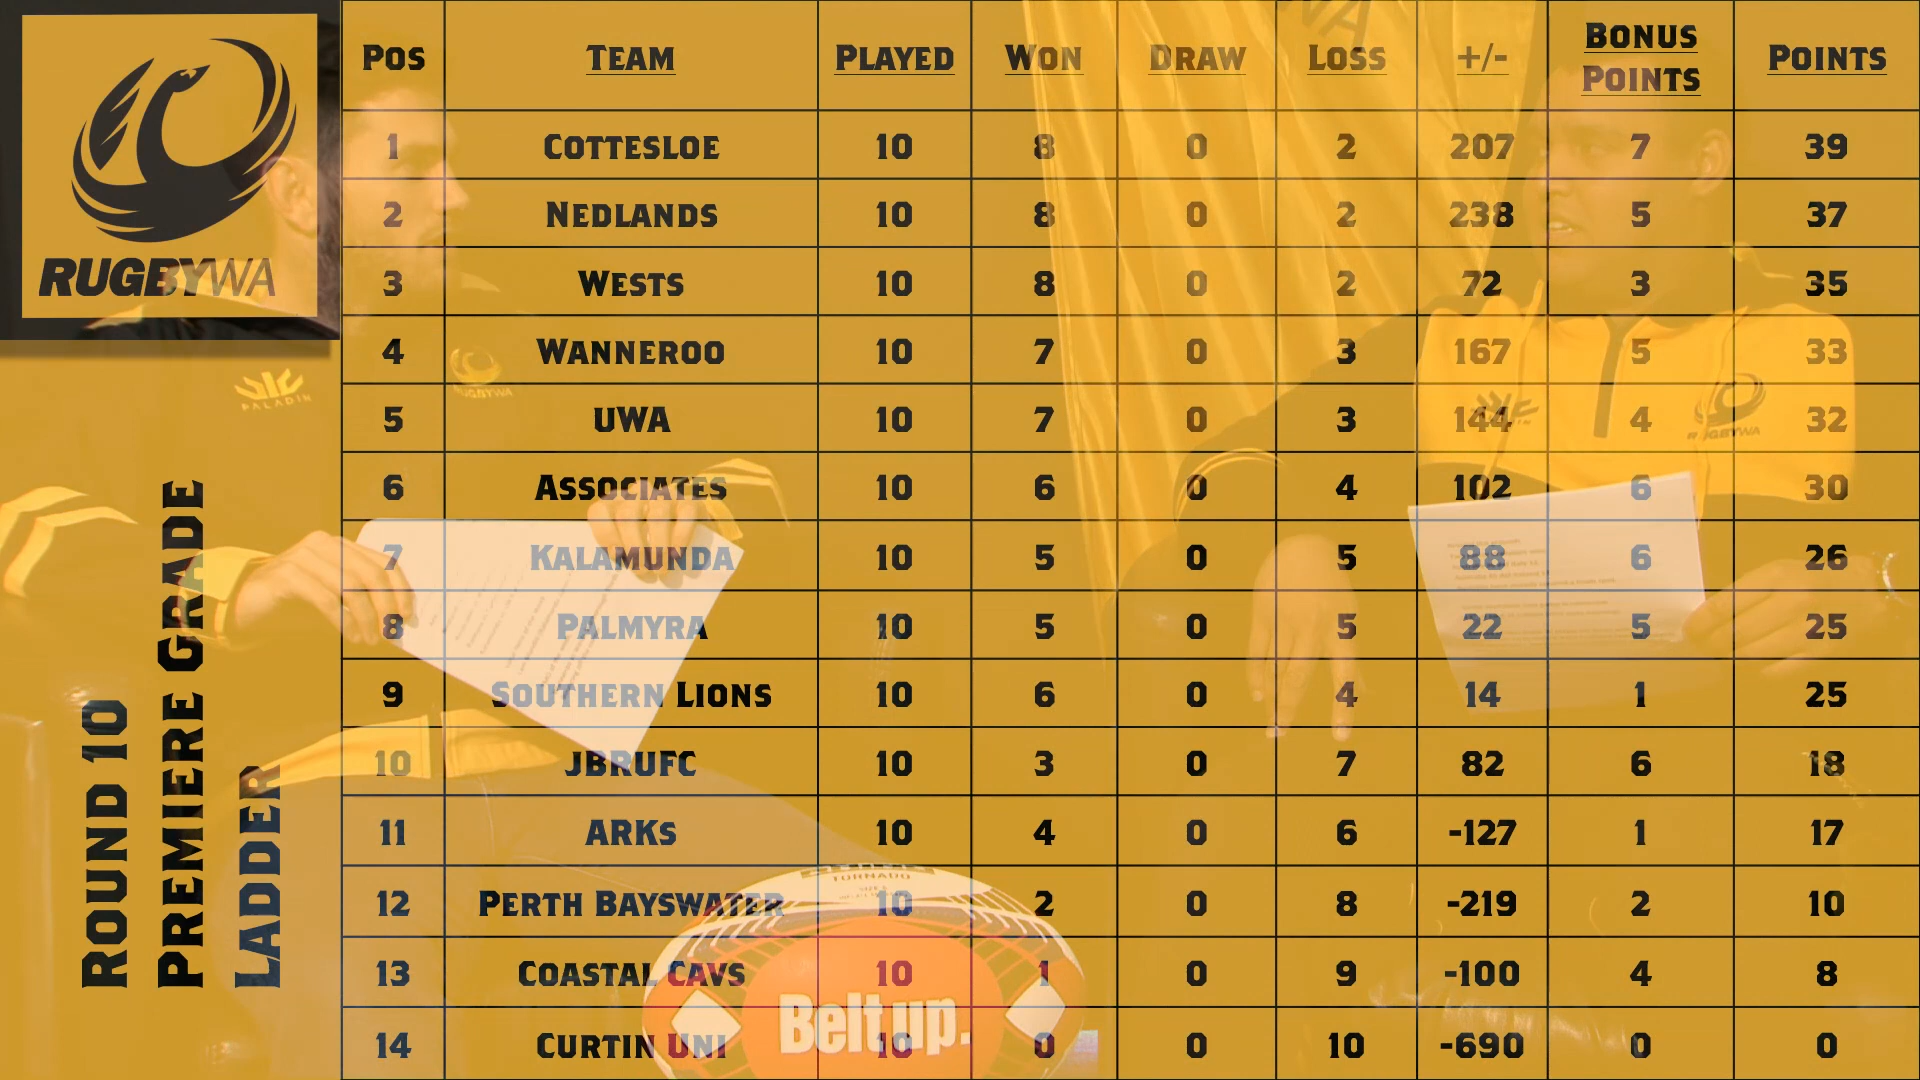 RUGBYWA
ROUND 10
PREMIERE GRADE
LADDER
POS TEAM PLAYED WON DRAW LOSS +/- BONUS POINTS POINTS
1 COTTESLOE 10 8 0 2 207 7 39
2 NEDLANDS 10 8 0 2 238 5 37
3 WESTS 10 8 0 2 72 3 35
4 WANNEROO 10 7 0 3 167 5 33
5 UWA 10 7 0 3 144 4 32
6 ASSOCIATES 10 6 0 4 102 6 30
7 KALAMUNDA 10 5 0 5 88 6 26
8 PALMYRA 10 5 0 5 22 5 25
9 SOUTHERN LIONS 10 6 0 4 14 1 25
10 JBRUFC 10 3 0 7 82 6 18
11 ARKS 10 4 0 6 -127 1 17
12 PERTH BAYSWATER 10 2 0 8 -219 2 10
13 COASTAL CAVS 10 1 0 9 -100 4 8
14 CURTIN UNI 10 0 0 10 -690 0 0
PALADIN
RUGBYWA
RUGBYWA
WA
TORNADO
Belt up.